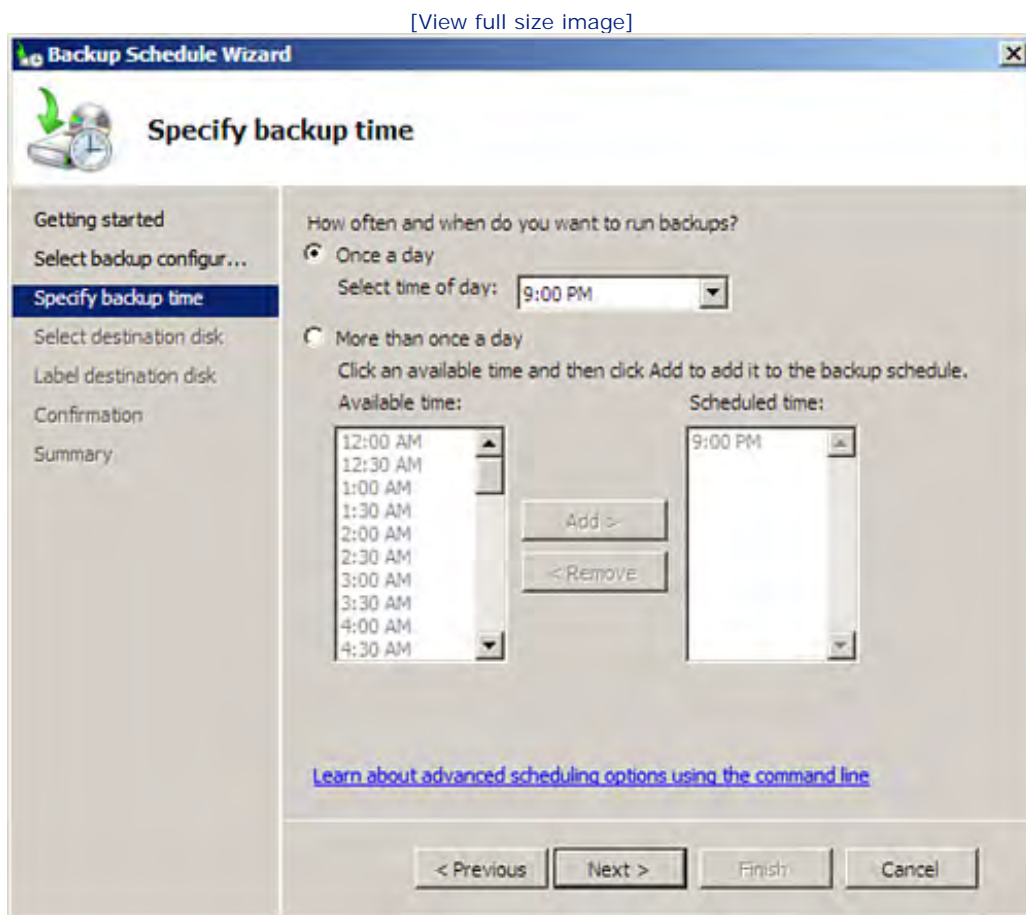 [View full size image]
Backup Schedule Wizard
Specify backup time
Getting started
Select backup configur...
Specify backup time
Select destination disk
Label destination disk
Confirmation
Summary
How often and when do you want to run backups?
Once a day
Select time of day: 9:00 PM
More than once a day
Click an available time and then click Add to add it to the backup schedule.
Available time: Scheduled time:
12:00 AM 9:00 PM
12:30 AM
1:00 AM
1:30 AM
2:00 AM
2:30 AM
3:00 AM
3:30 AM
4:00 AM
4:30 AM
Add >
< Remove
Learn about advanced scheduling options using the command line
< Previous Next > Finish Cancel